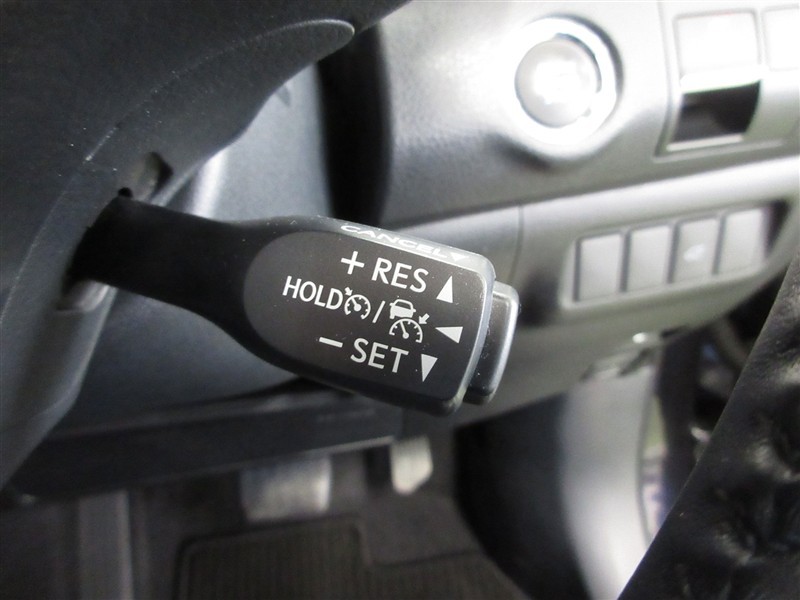 CANCEL▼
+ RES ▲
HOLD / ◄
− SET ▼